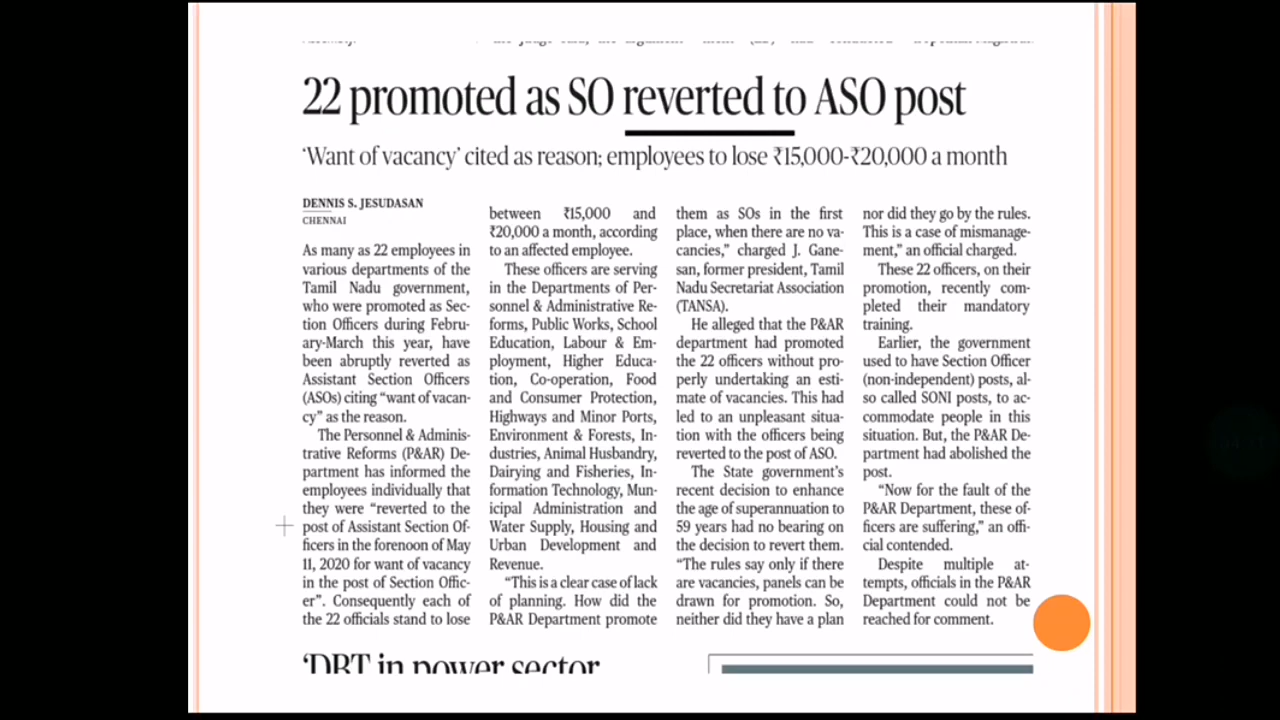 22 promoted as SO reverted to ASO post
‘Want of vacancy’ cited as reason; employees to lose ₹15,000-₹20,000 a month
DENNIS S. JESUDASAN
CHENNAI
As many as 22 employees in
various departments of the
Tamil Nadu government,
who were promoted as Sec-
tion Officers during Febru-
ary-March this year, have
been abruptly reverted as
Assistant Section Officers
(ASOs) citing “want of vacan-
cy” as the reason.
The Personnel & Adminis-
trative Reforms (P&AR) De-
partment has informed the
employees individually that
they were “reverted to the
post of Assistant Section Of-
ficers in the forenoon of May
11, 2020 for want of vacancy
in the post of Section Offic-
er”. Consequently each of
the 22 officials stand to lose
between ₹15,000 and
₹20,000 a month, according
to an affected employee.
These officers are serving
in the Departments of Per-
sonnel & Administrative Re-
forms, Public Works, School
Education, Labour & Em-
ployment, Higher Educa-
tion, Co-operation, Food
and Consumer Protection,
Highways and Minor Ports,
Environment & Forests, In-
dustries, Animal Husbandry,
Dairying and Fisheries, In-
formation Technology, Mun-
icipal Administration and
Water Supply, Housing and
Urban Development and
Revenue.
“This is a clear case of lack
of planning. How did the
P&AR Department promote
them as SOs in the first
place, when there are no va-
cancies,” charged J. Gane-
san, former president, Tamil
Nadu Secretariat Association
(TANSA).
He alleged that the P&AR
department had promoted
the 22 officers without pro-
perly undertaking an esti-
mate of vacancies. This had
led to an unpleasant situa-
tion with the officers being
reverted to the post of ASO.
The State government’s
recent decision to enhance
the age of superannuation to
59 years had no bearing on
the decision to revert them.
“The rules say only if there
are vacancies, panels can be
drawn for promotion. So,
neither did they have a plan
nor did they go by the rules.
This is a case of mismanage-
ment,” an official charged.
These 22 officers, on their
promotion, recently com-
pleted their mandatory
training.
Earlier, the government
used to have Section Officer
(non-independent) posts, al-
so called SONI posts, to ac-
commodate people in this
situation. But, the P&AR De-
partment had abolished the
post.
“Now for the fault of the
P&AR Department, these of-
ficers are suffering,” an offi-
cial contended.
Despite multiple at-
tempts, officials in the P&AR
Department could not be
reached for comment.
‘DBT in power sector